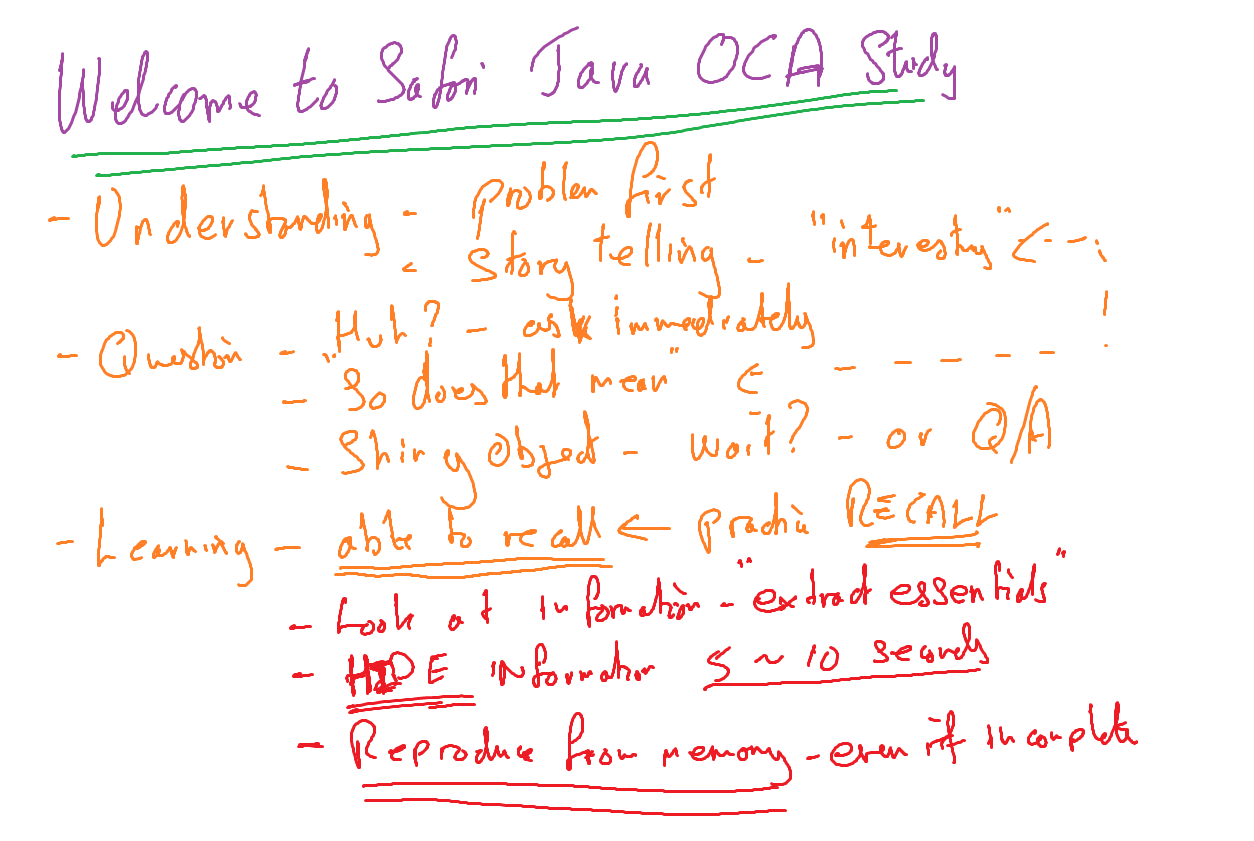 Welcome to Safari Java OCA Study
- Understanding - problem first
- Story telling - "interesting" <- - -
- Question - "Huh? - ask immediately
- So does that mean" <- - - - -
- Shiny Object - wait? - or Q/A
- Learning - able to recall ← practice RECALL
- Look at information - "extract essentials"
- HIDE information 5 ~ 10 seconds
- Reproduce from memory - even if incomplete